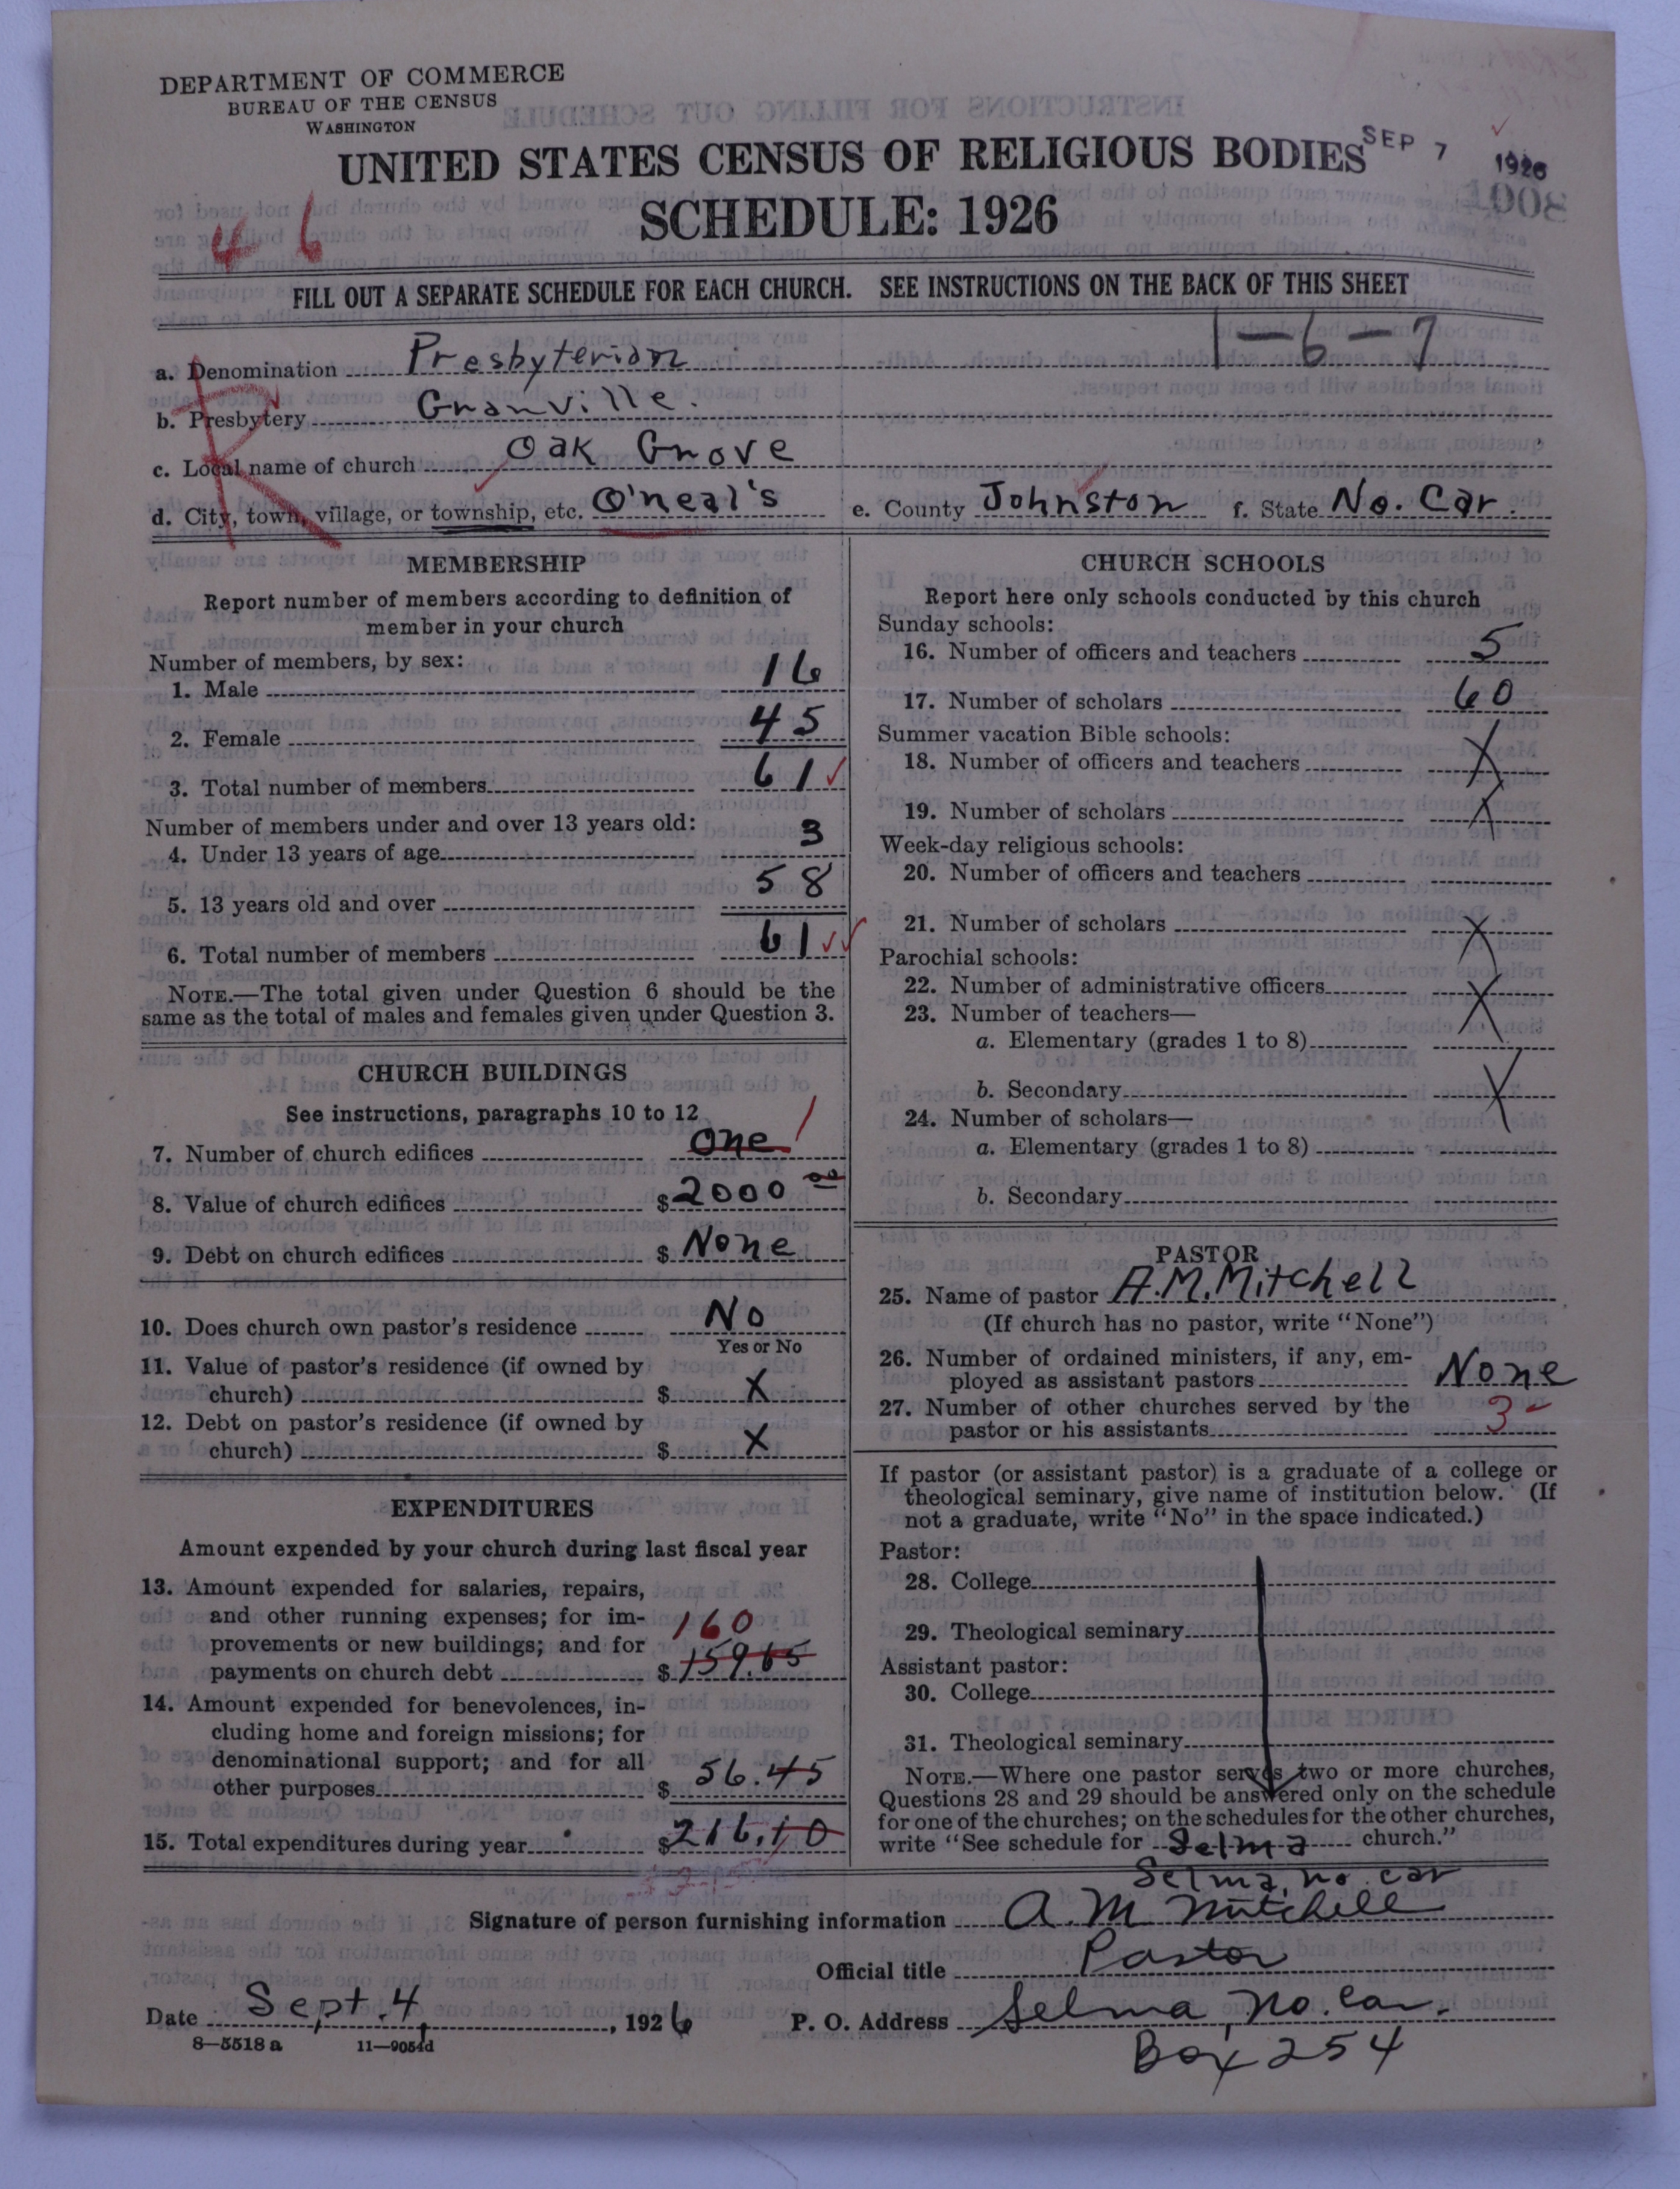 DEPARTMENT OF COMMERCE
BUREAU OF THE CENSUS
WASHINGTON
UNITED STATES CENSUS OF RELIGIOUS BODIES
SEP 7 1926
SCHEDULE: 1926
1008
46
FILL OUT A SEPARATE SCHEDULE FOR EACH CHURCH. SEE INSTRUCTIONS ON THE BACK OF THIS SHEET
1-6-7
a. Denomination Presbyterian
b. Presbytery Granville.
c. Local name of church Oak Grove
d. City, town, village, or township, etc. O'neal's e. County Johnston f. State No. Car.
R
MEMBERSHIP
Report number of members according to definition of
member in your church
Number of members, by sex:
1. Male 16
2. Female 45
3. Total number of members 61
Number of members under and over 13 years old:
4. Under 13 years of age 3
5. 13 years old and over 58
6. Total number of members 61
NOTE.—The total given under Question 6 should be the
same as the total of males and females given under Question 3.
CHURCH BUILDINGS
See instructions, paragraphs 10 to 12
7. Number of church edifices one 1
8. Value of church edifices $ 2000 00
9. Debt on church edifices $ None
10. Does church own pastor's residence No
Yes or No
11. Value of pastor's residence (if owned by
church) $ X
12. Debt on pastor's residence (if owned by
church) $ X
EXPENDITURES
Amount expended by your church during last fiscal year
13. Amount expended for salaries, repairs,
and other running expenses; for im-
provements or new buildings; and for 160
payments on church debt $ 159.65
14. Amount expended for benevolences, in-
cluding home and foreign missions; for
denominational support; and for all
other purposes $ 56.45
15. Total expenditures during year $ 216.10
CHURCH SCHOOLS
Report here only schools conducted by this church
Sunday schools:
16. Number of officers and teachers 5
17. Number of scholars 60
Summer vacation Bible schools:
18. Number of officers and teachers X
19. Number of scholars X
Week-day religious schools:
20. Number of officers and teachers
21. Number of scholars X
Parochial schools:
22. Number of administrative officers X
23. Number of teachers—
a. Elementary (grades 1 to 8)
b. Secondary X
24. Number of scholars—
a. Elementary (grades 1 to 8)
b. Secondary
PASTOR
25. Name of pastor A.M. Mitchell
(If church has no pastor, write "None")
26. Number of ordained ministers, if any, em-
ployed as assistant pastors None
27. Number of other churches served by the
pastor or his assistants 3
If pastor (or assistant pastor) is a graduate of a college or
theological seminary, give name of institution below. (If
not a graduate, write "No" in the space indicated.)
Pastor:
28. College
29. Theological seminary
Assistant pastor:
30. College
31. Theological seminary
NOTE.—Where one pastor serves two or more churches,
Questions 28 and 29 should be answered only on the schedule
for one of the churches; on the schedules for the other churches,
write "See schedule for Selma church."
Selma, no. car
Signature of person furnishing information A. M Mitchell
Official title Pastor
Date Sept. 4, 1926 P. O. Address Selma, no. car.
8—5518 a 11—9054d
Box 254